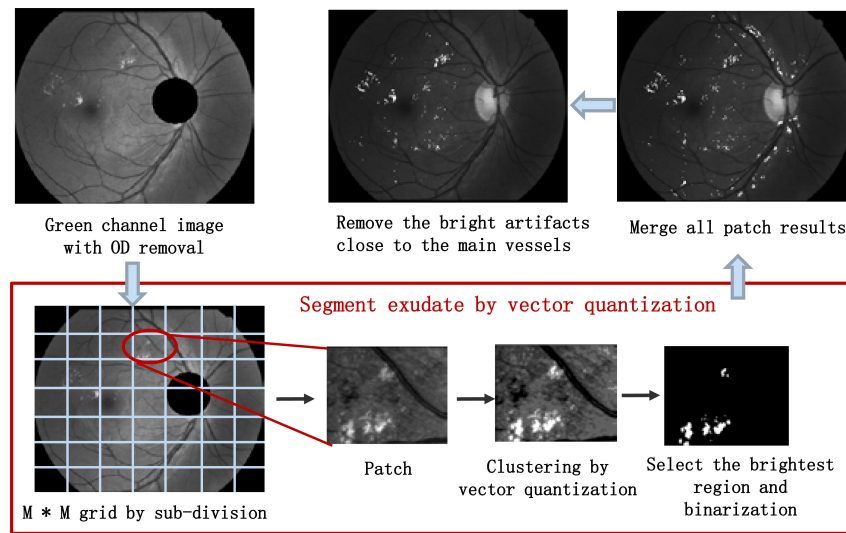 Green channel image
with OD removal
Remove the bright artifacts
close to the main vessels
Merge all patch results
Segment exudate by vector quantization
M * M grid by sub-division
Patch
Clustering by
vector quantization
Select the brightest
region and
binarization